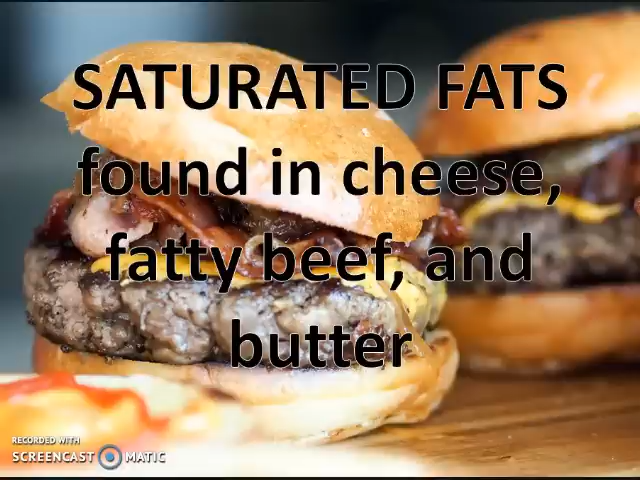 SATURATED FATS
found in cheese,
fatty beef, and
butter
RECORDED WITH
SCREENCAST MATIC